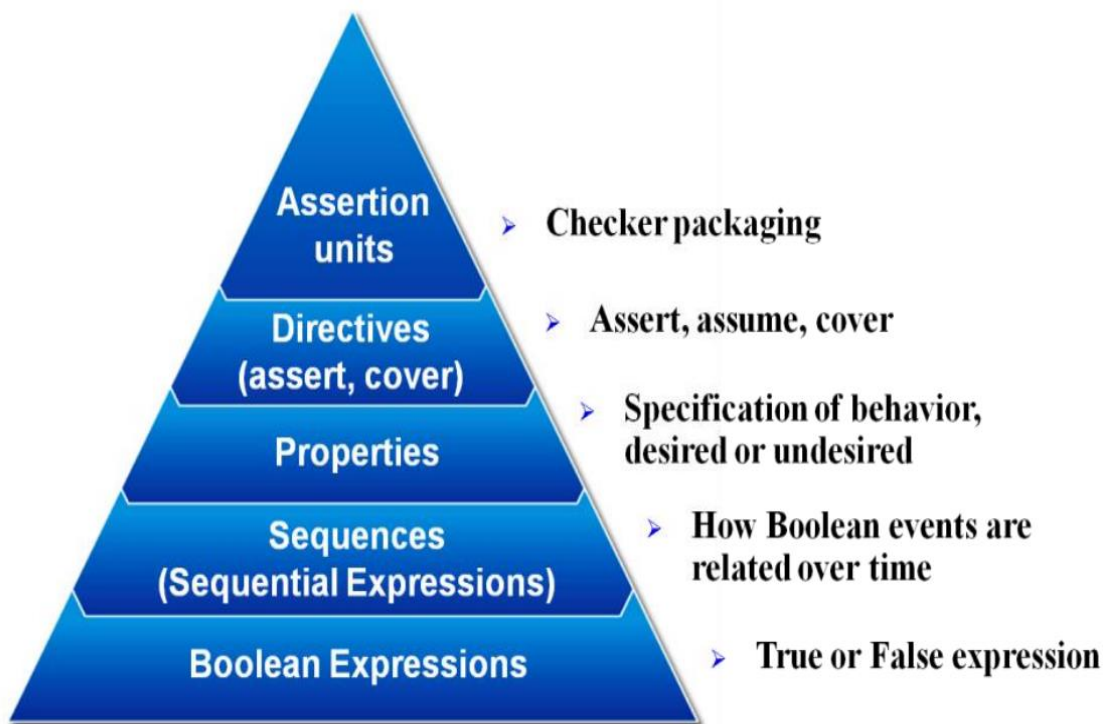 Assertion
units
➢ Checker packaging
Directives
(assert, cover)
➢ Assert, assume, cover
Properties
➢ Specification of behavior,
desired or undesired
Sequences
(Sequential Expressions)
➢ How Boolean events are
related over time
Boolean Expressions
➢ True or False expression